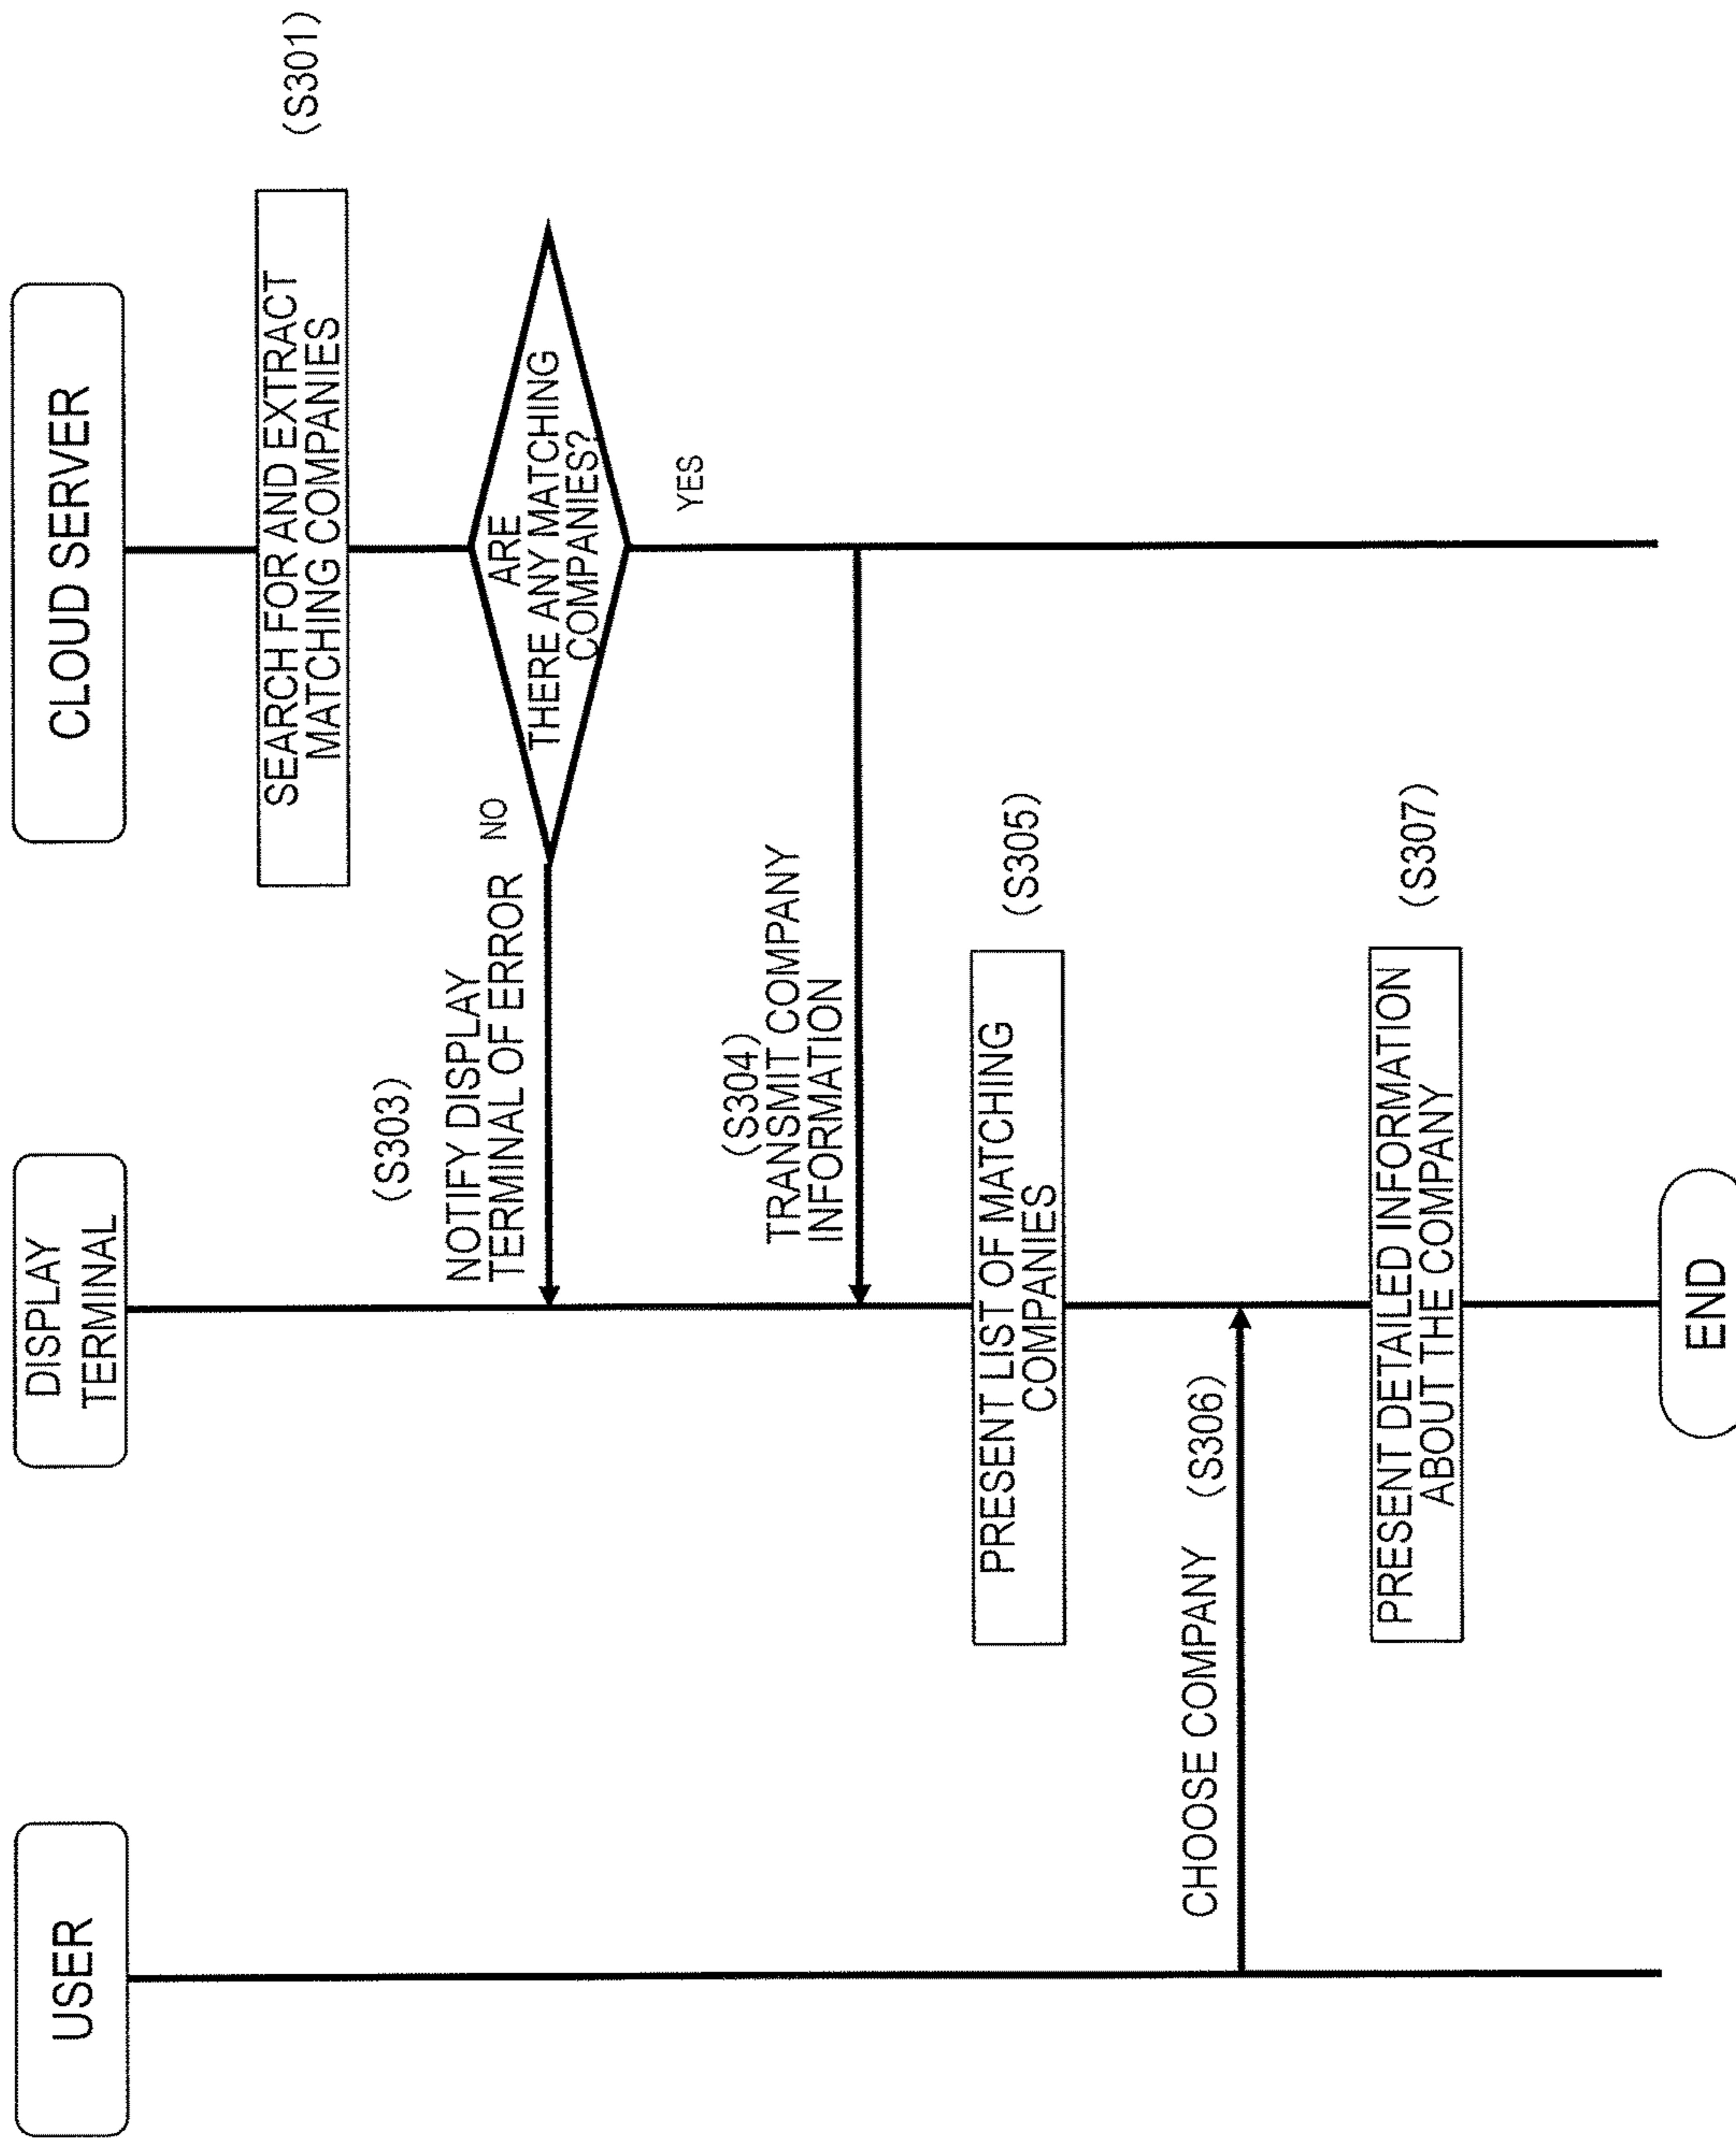 USER
DISPLAY
TERMINAL
CLOUD SERVER
SEARCH FOR AND EXTRACT
MATCHING COMPANIES
(S301)
ARE
THERE ANY MATCHING
COMPANIES?
NO
YES
(S303)
NOTIFY DISPLAY
TERMINAL OF ERROR
(S304)
TRANSMIT COMPANY
INFORMATION
PRESENT LIST OF MATCHING
COMPANIES
(S305)
CHOOSE COMPANY (S306)
PRESENT DETAILED INFORMATION
ABOUT THE COMPANY
(S307)
END